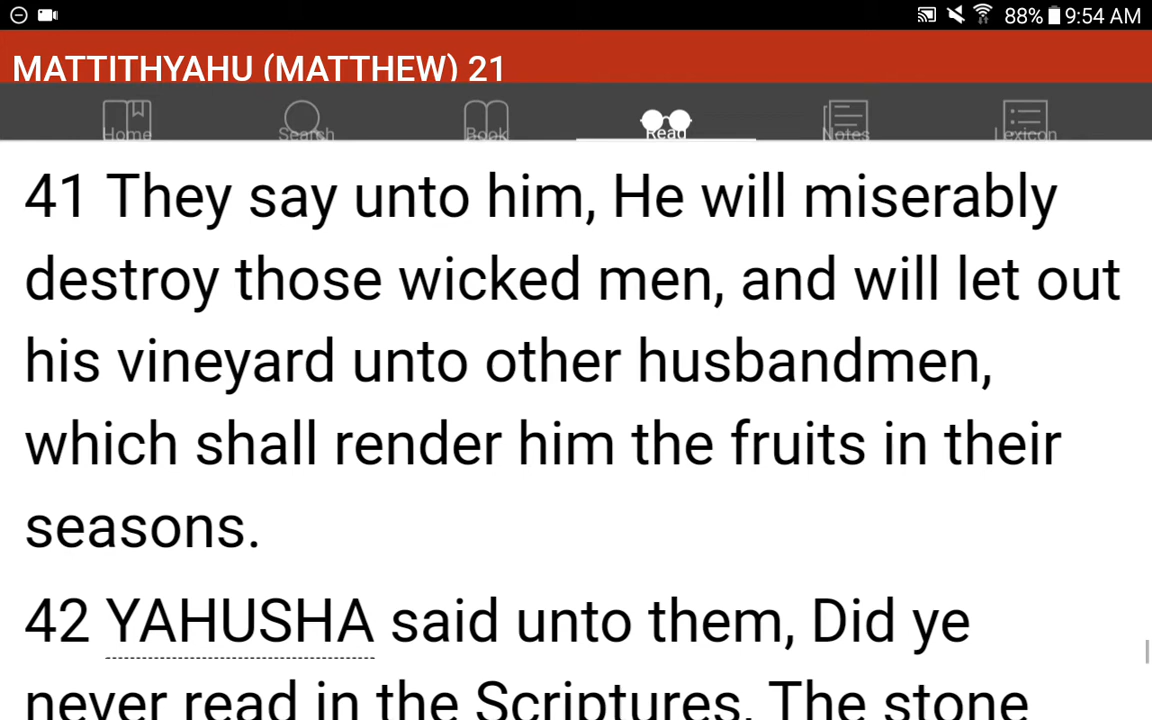 88% 9:54 AM
MATTITHYAHU (MATTHEW) 21
Home Search Book Read Notes Lexicon
41 They say unto him, He will miserably
destroy those wicked men, and will let out
his vineyard unto other husbandmen,
which shall render him the fruits in their
seasons.
42 YAHUSHA said unto them, Did ye
never read in the Scriptures, The stone